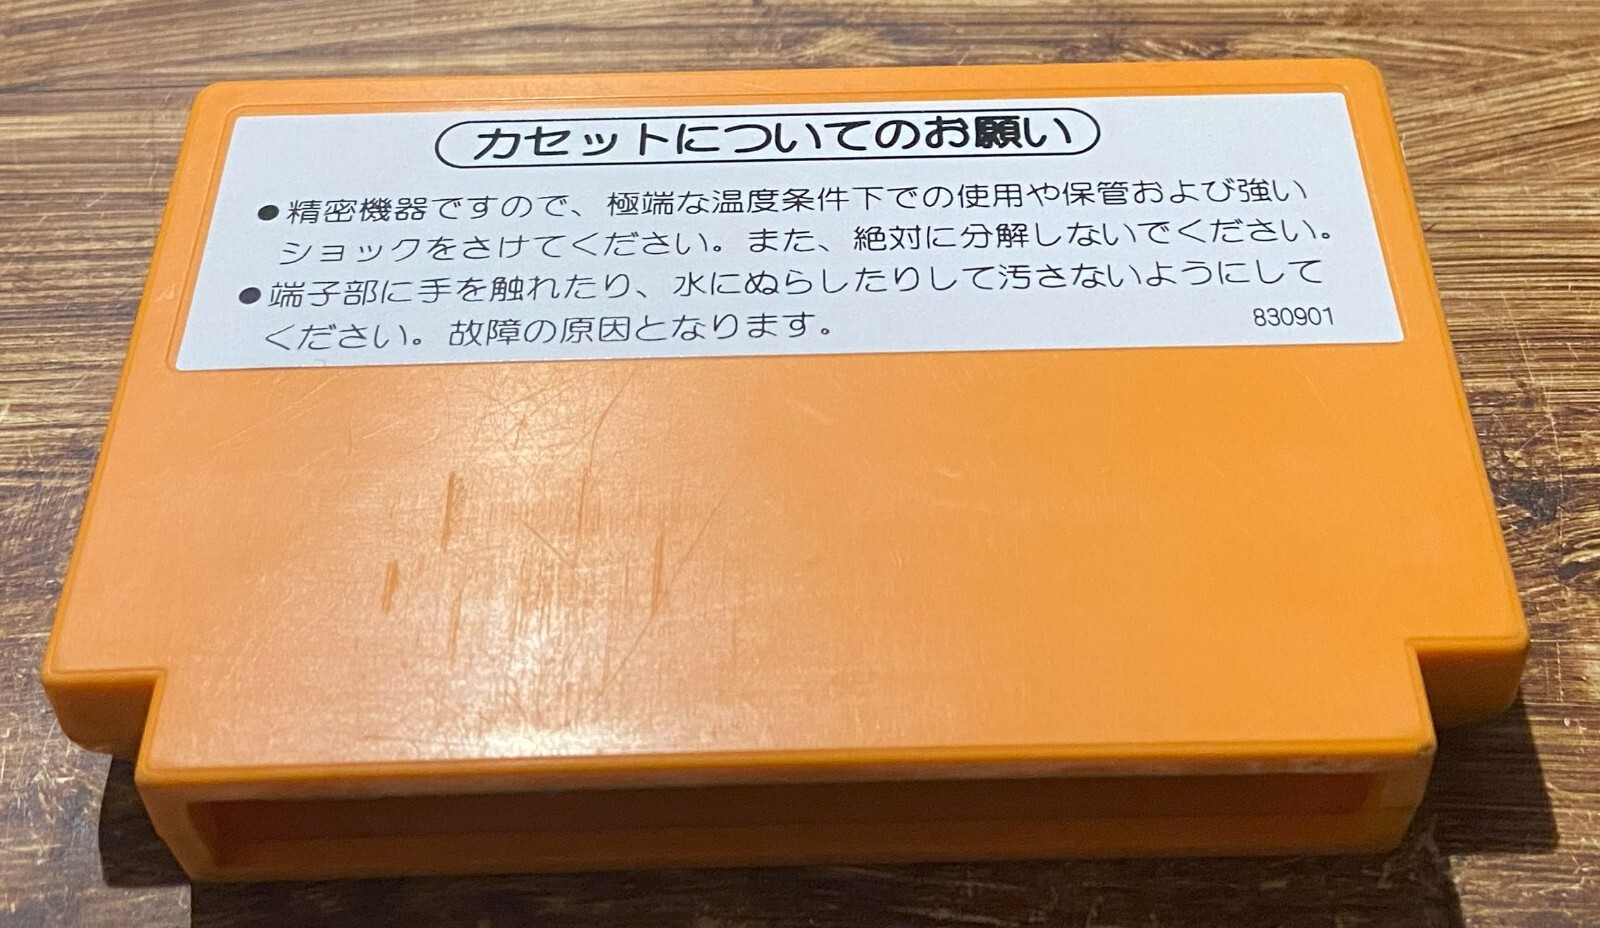 カセットについてのお願い
●精密機器ですので、極端な温度条件下での使用や保管および強い
ショックをさけてください。また、絶対に分解しないでください。
●端子部に手を触れたり、水にぬらしたりして汚さないようにして
ください。故障の原因となります。
830901